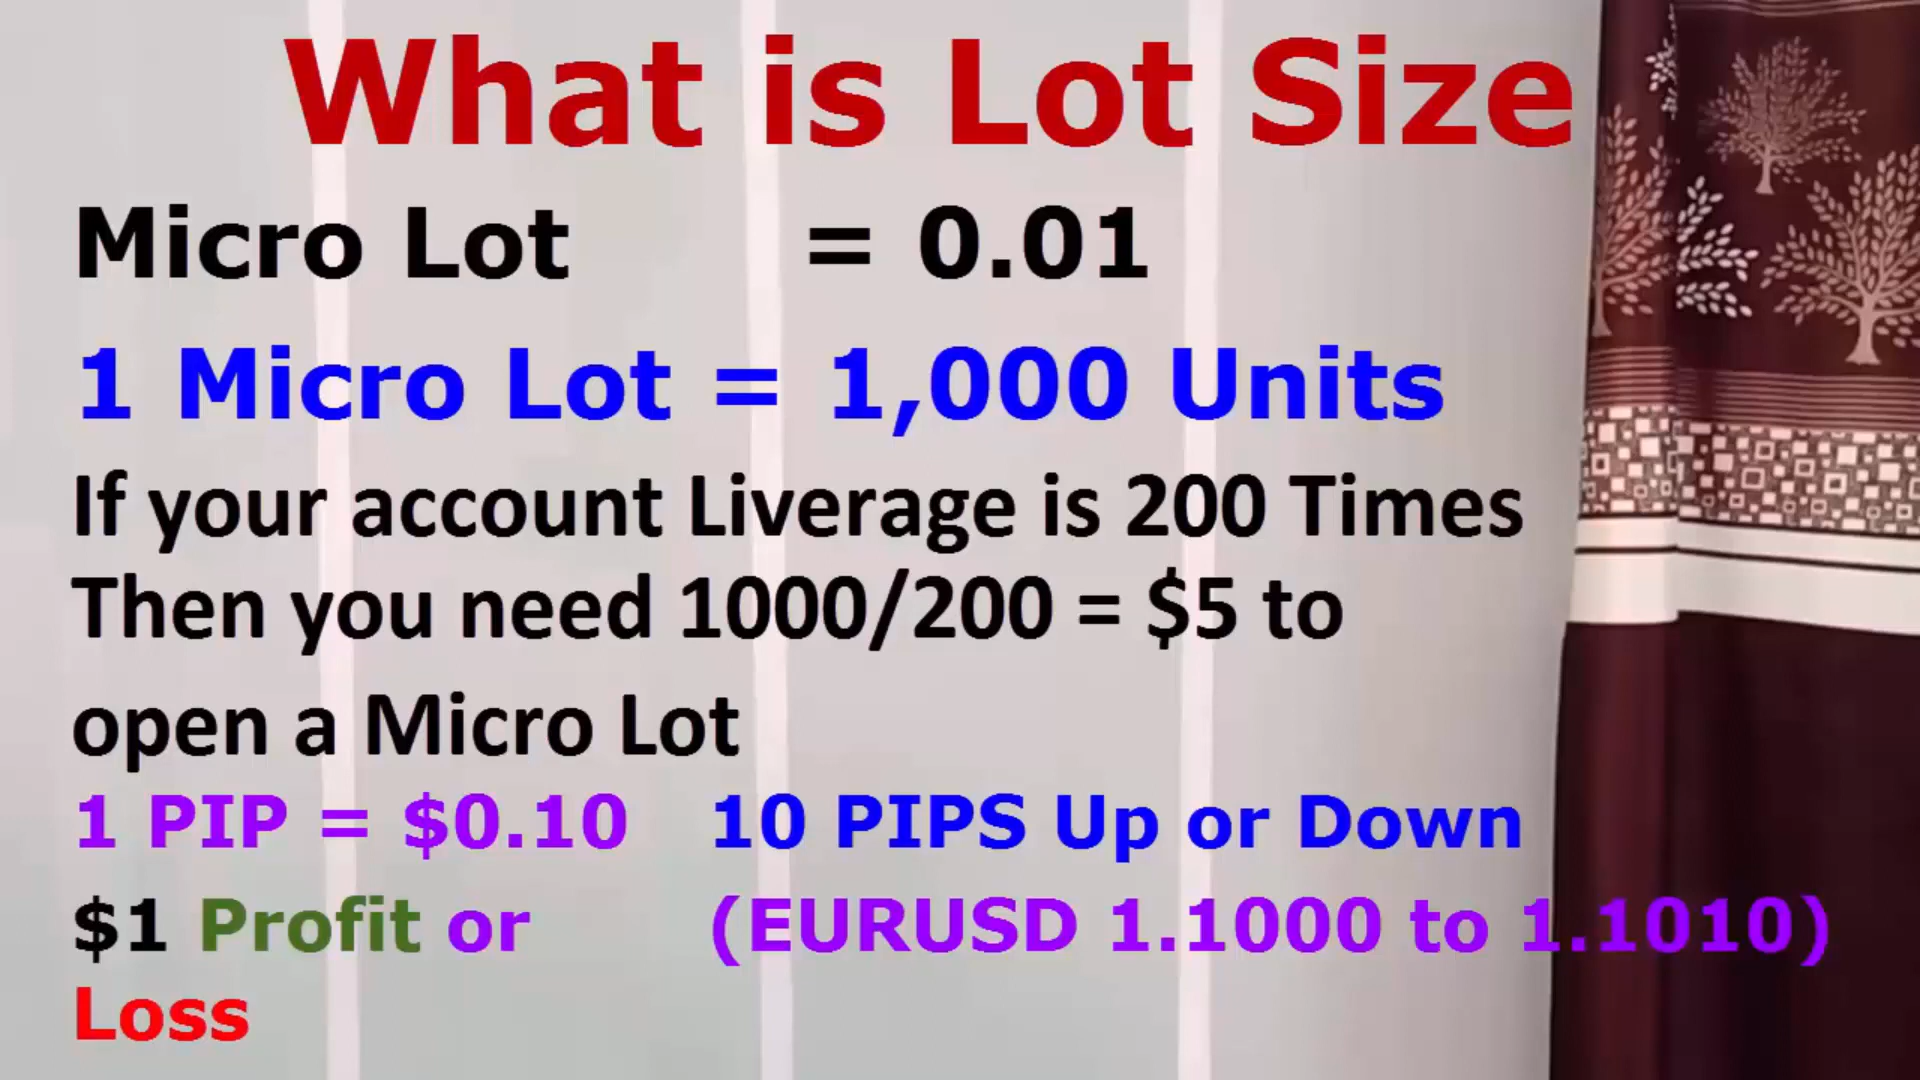 What is Lot Size
Micro Lot = 0.01
1 Micro Lot = 1,000 Units
If your account Liverage is 200 Times
Then you need 1000/200 = $5 to
open a Micro Lot
1 PIP = $0.10 10 PIPS Up or Down
$1 Profit or (EURUSD 1.1000 to 1.1010)
Loss